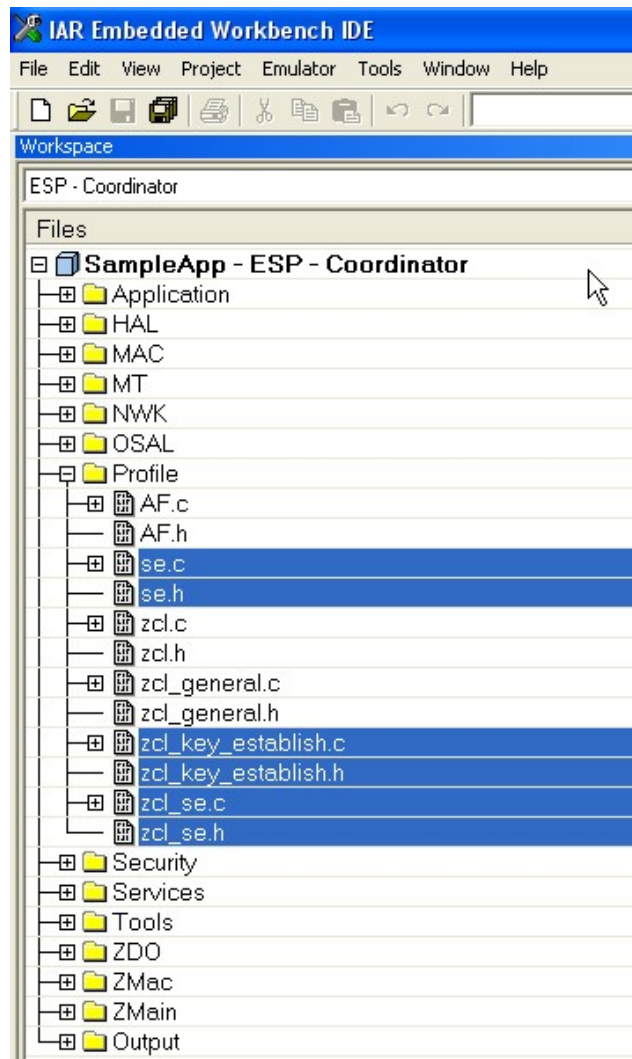 IAR Embedded Workbench IDE
File Edit View Project Emulator Tools Window Help
Workspace
ESP - Coordinator
Files
SampleApp - ESP - Coordinator
Application
HAL
MAC
MT
NWK
OSAL
Profile
AF.c
AF.h
se.c
se.h
zcl.c
zcl.h
zcl_general.c
zcl_general.h
zcl_key_establish.c
zcl_key_establish.h
zcl_se.c
zcl_se.h
Security
Services
Tools
ZDO
ZMac
ZMain
Output